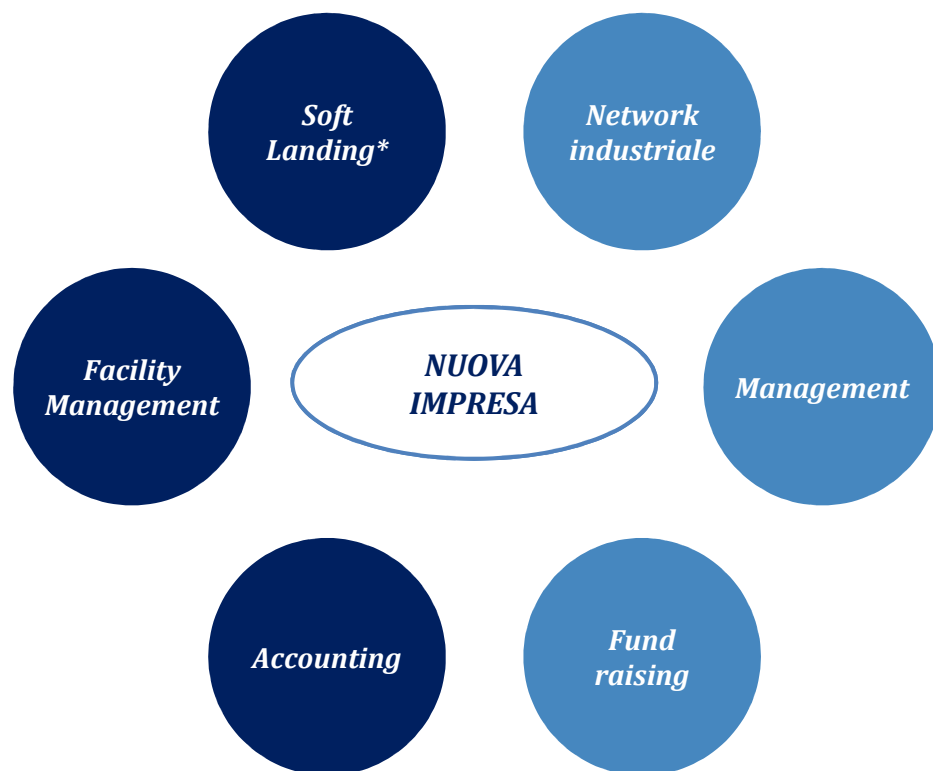 Soft
Landing*
Network
industriale
Facility
Management
NUOVA
IMPRESA
Management
Accounting
Fund
raising